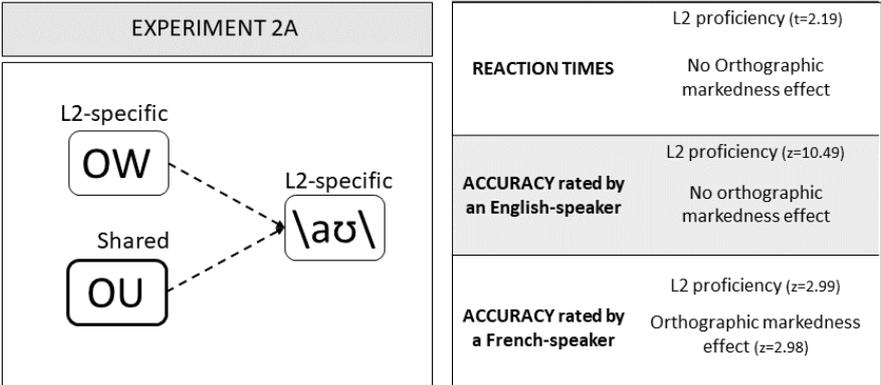 EXPERIMENT 2A
L2-specific
OW
L2-specific
\aʊ\
Shared
OU
L2 proficiency (t=2.19)
REACTION TIMES
No Orthographic
markedness effect
L2 proficiency (z=10.49)
ACCURACY rated by
an English-speaker
No orthographic
markedness effect
L2 proficiency (z=2.99)
ACCURACY rated by
a French-speaker
Orthographic markedness
effect (z=2.98)